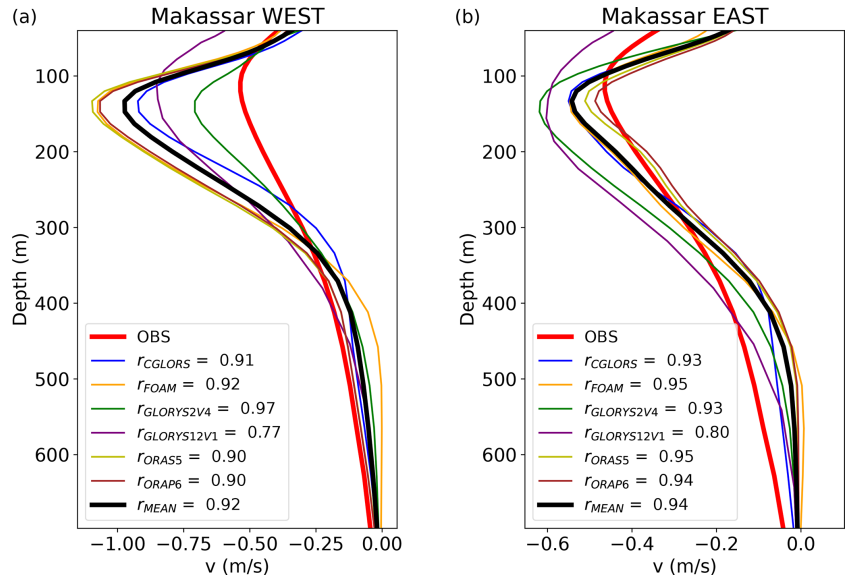 (a) Makassar WEST
Depth (m)
100
200
300
400
500
600
OBS
r_CGLORS = 0.91
r_FOAM = 0.92
r_GLORYS2V4 = 0.97
r_GLORYS12V1 = 0.77
r_ORAS5 = 0.90
r_ORAP6 = 0.90
r_MEAN = 0.92
−1.00 −0.75 −0.50 −0.25 0.00
v (m/s)
(b) Makassar EAST
Depth (m)
100
200
300
400
500
600
OBS
r_CGLORS = 0.93
r_FOAM = 0.95
r_GLORYS2V4 = 0.93
r_GLORYS12V1 = 0.80
r_ORAS5 = 0.95
r_ORAP6 = 0.94
r_MEAN = 0.94
−0.6 −0.4 −0.2 0.0
v (m/s)